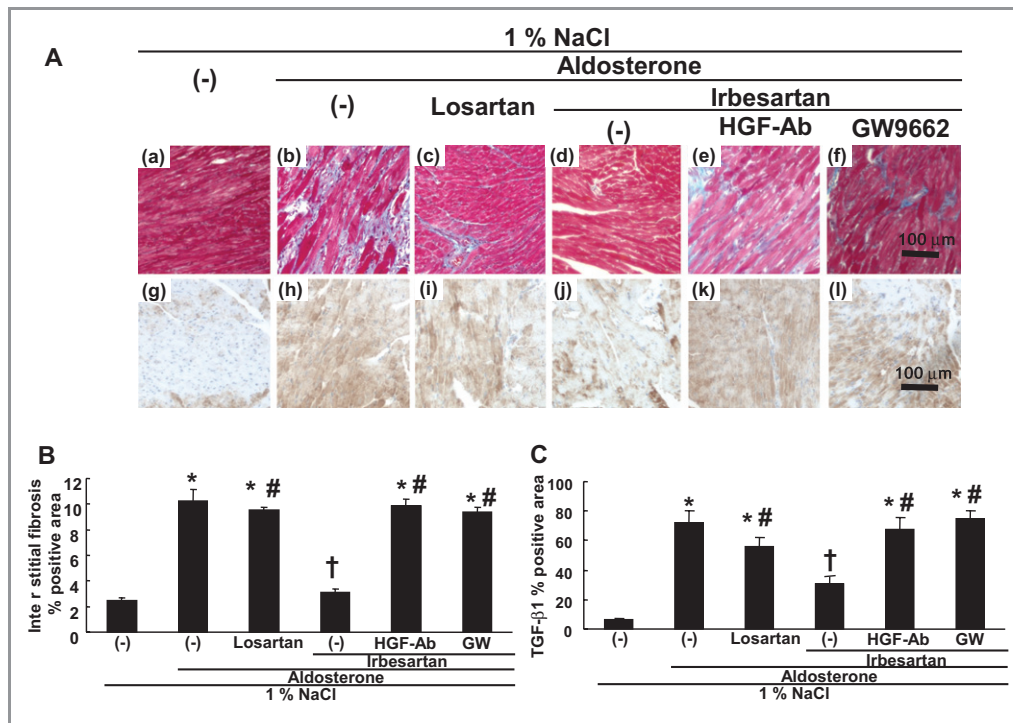 A
1 % NaCl
(-)
Aldosterone
(-)
Losartan
Irbesartan
(-)
HGF-Ab
GW9662
(a)
(b)
(c)
(d)
(e)
(f)
100 μm
(g)
(h)
(i)
(j)
(k)
(l)
100 μm
B
Inte r stitial fibrosis
% positive area
12
10
8
6
4
2
0
*
* #
†
* #
* #
(-)
(-)
Losartan
(-)
HGF-Ab
GW
Irbesartan
Aldosterone
1 % NaCl
C
TGF-β1 % positive area
100
80
60
40
20
0
*
* #
†
* #
* #
(-)
(-)
Losartan
(-)
HGF-Ab
GW
Irbesartan
Aldosterone
1 % NaCl